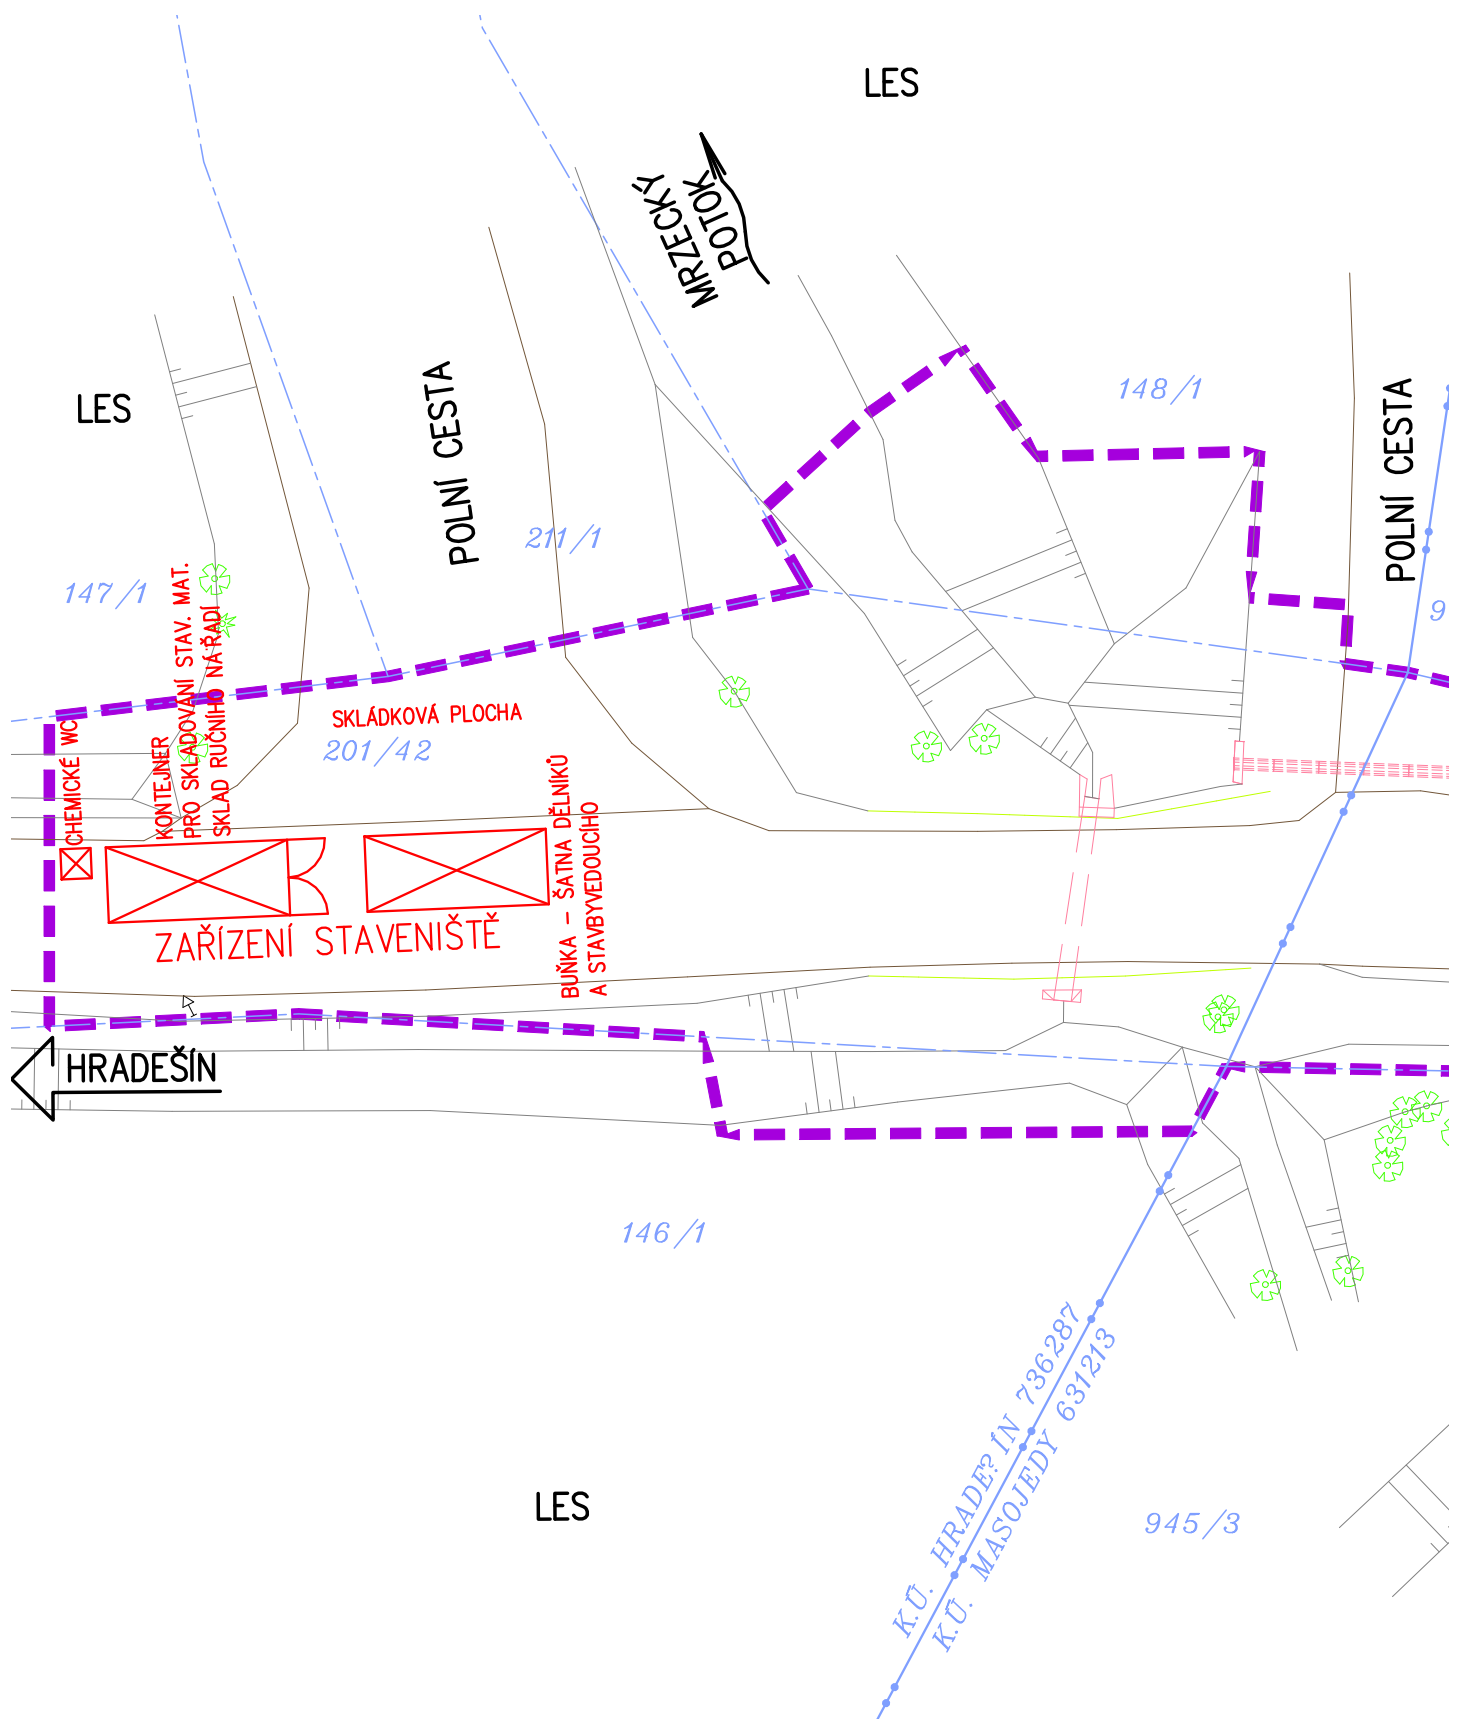 LES
MRZECKÝ
POTOK
148/1
LES
POLNÍ CESTA
POLNÍ CESTA
211/1
147/1
9
CHEMICKÉ WC
KONTEJNER
PRO SKLADOVÁNÍ STAV. MAT.
SKLAD RUČNÍHO NÁŘADÍ
SKLÁDKOVÁ PLOCHA
201/42
BUŇKA - ŠATNA DĚLNÍKŮ
A STAVBYVEDOUCÍHO
ZAŘÍZENÍ STAVENIŠTĚ
HRADEŠÍN
146/1
K.Ú. HRADE?ÍN 736287
K.Ú. MASOJEDY 631213
LES
945/3